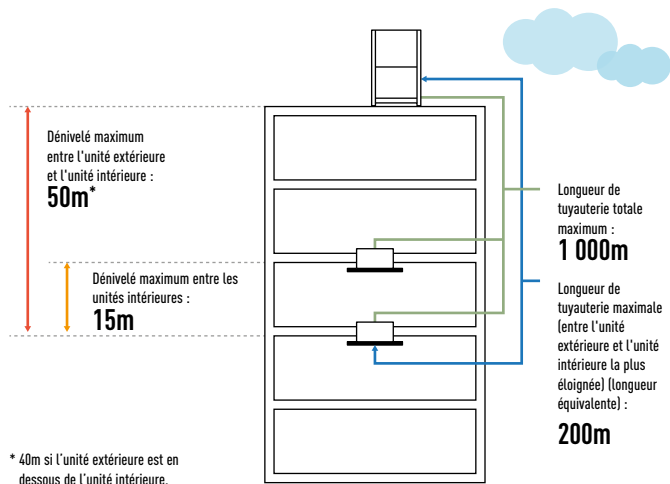 Dénivelé maximum
entre l'unité extérieure
et l'unité intérieure :
50m*
Dénivelé maximum entre les
unités intérieures :
15m
* 40m si l'unité extérieure est en
dessous de l'unité intérieure.
Longueur de
tuyauterie totale
maximum :
1 000m
Longueur de
tuyauterie maximale
(entre l'unité
extérieure et l'unité
intérieure la plus
éloignée) (longueur
équivalente) :
200m